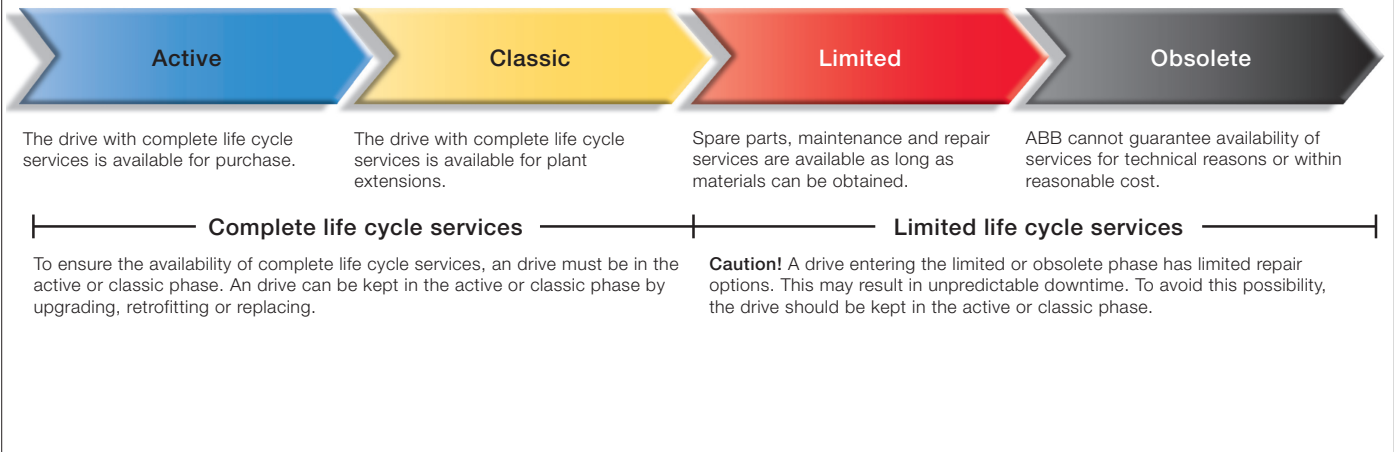 Active
Classic
Limited
Obsolete
The drive with complete life cycle
services is available for purchase.
The drive with complete life cycle
services is available for plant
extensions.
Spare parts, maintenance and repair
services are available as long as
materials can be obtained.
ABB cannot guarantee availability of
services for technical reasons or within
reasonable cost.
Complete life cycle services
Limited life cycle services
To ensure the availability of complete life cycle services, an drive must be in the
active or classic phase. An drive can be kept in the active or classic phase by
upgrading, retrofitting or replacing.
Caution! A drive entering the limited or obsolete phase has limited repair
options. This may result in unpredictable downtime. To avoid this possibility,
the drive should be kept in the active or classic phase.